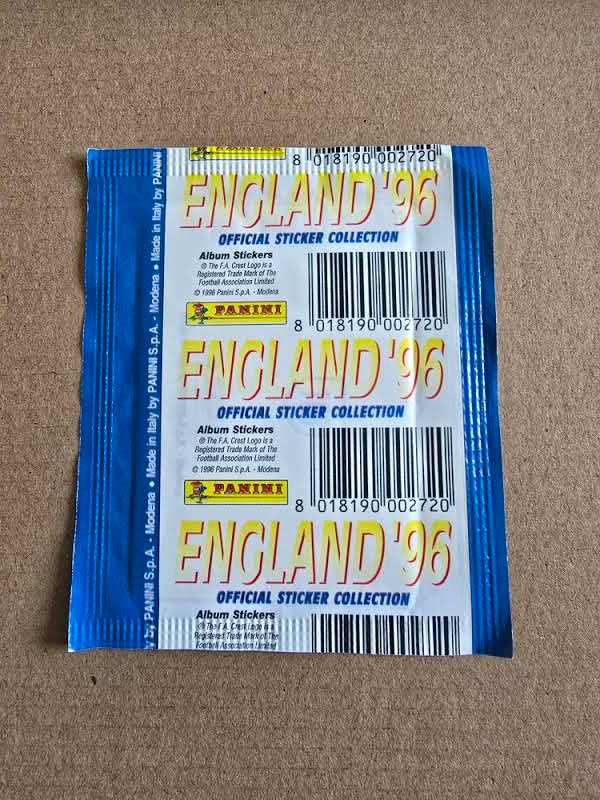 8 018190 002720
ENGLAND '96
OFFICIAL STICKER COLLECTION
Album Stickers
® The F.A. Crest Logo is a
Registered Trade Mark of The
Football Association Limited
© 1996 Panini S.p.A. - Modena
PANINI
8 018190 002720
ENGLAND '96
OFFICIAL STICKER COLLECTION
Album Stickers
® The F.A. Crest Logo is a
Registered Trade Mark of The
Football Association Limited
© 1996 Panini S.p.A. - Modena
PANINI
8 018190 002720
ENGLAND '96
OFFICIAL STICKER COLLECTION
Album Stickers
® The F.A. Crest Logo is a
Registered Trade Mark of The
Football Association Limited
y by PANINI S.p.A. - Modena • Made in Italy by PANINI S.p.A. - Modena • Made in Italy by PANINI